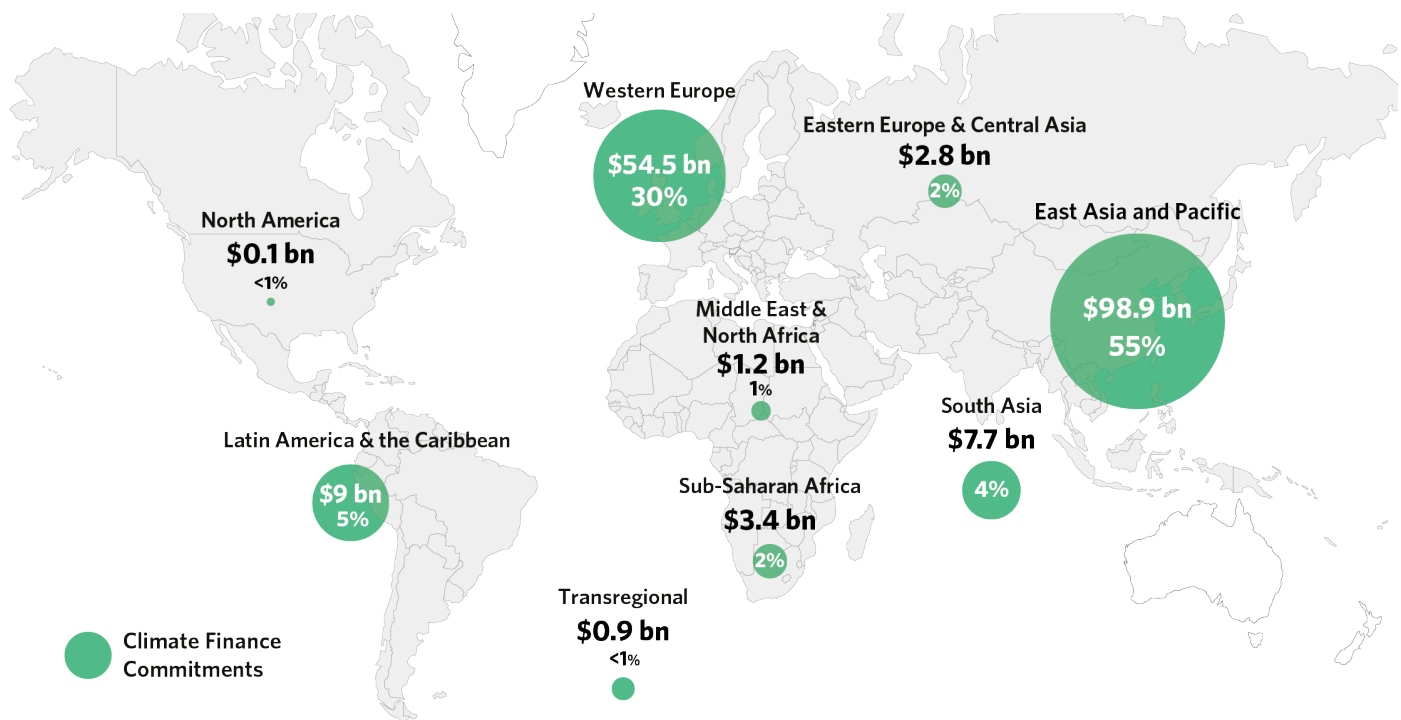 Western Europe
$54.5 bn
30%
Eastern Europe & Central Asia
$2.8 bn
2%
East Asia and Pacific
$98.9 bn
55%
North America
$0.1 bn
<1%
Middle East &
North Africa
$1.2 bn
1%
South Asia
$7.7 bn
4%
Latin America & the Caribbean
$9 bn
5%
Sub-Saharan Africa
$3.4 bn
2%
Transregional
$0.9 bn
<1%
Climate Finance
Commitments